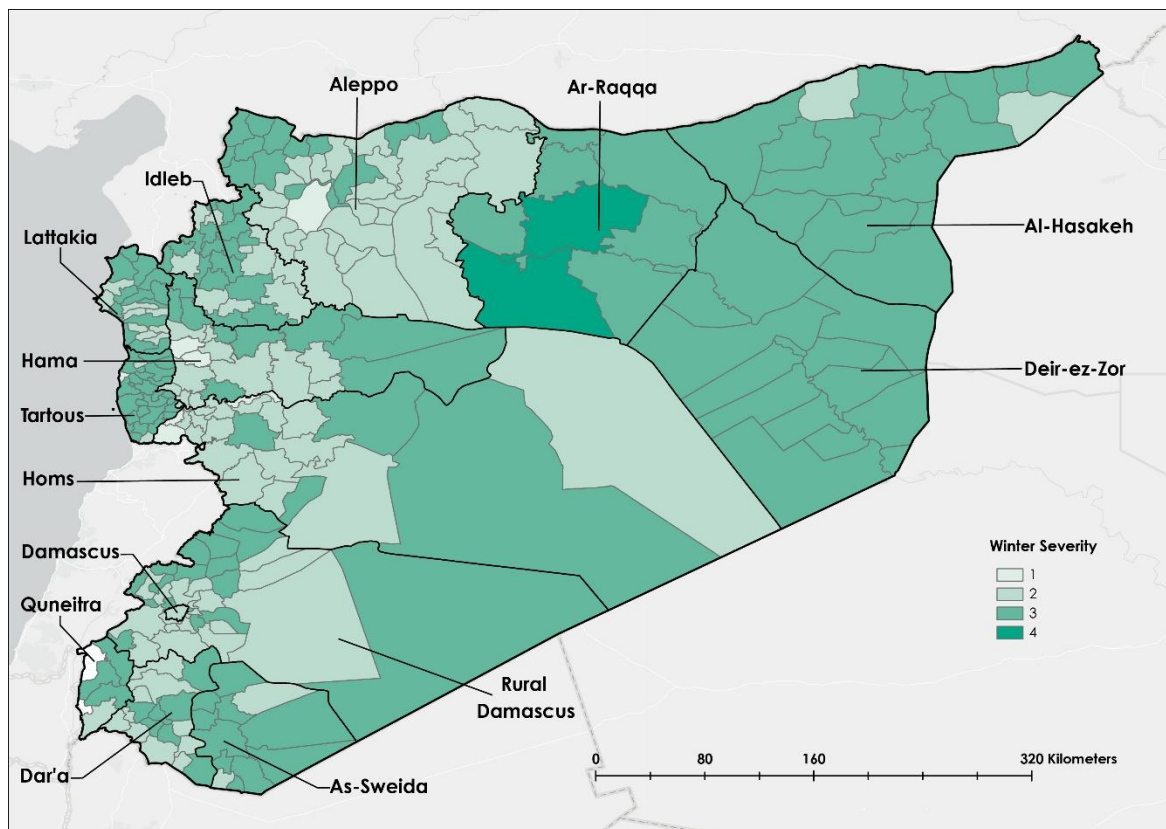 Aleppo
Ar-Raqqa
Idleb
Lattakia
Al-Hasakeh
Hama
Deir-ez-Zor
Tartous
Homs
Damascus
Winter Severity
1
2
3
4
Quneitra
Rural
Damascus
Dar'a
As-Sweida
0 80 160 320 Kilometers